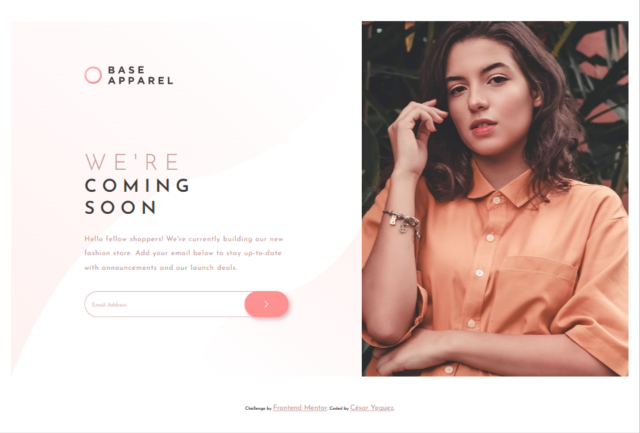 BASE
APPAREL
WE'RE
COMING
SOON
Hello fellow shoppers! We're currently building our new
fashion store. Add your email below to stay up-to-date
with announcements and our launch deals.
Email Address
Challenge by Frontend Mentor. Coded by César Yeguez.